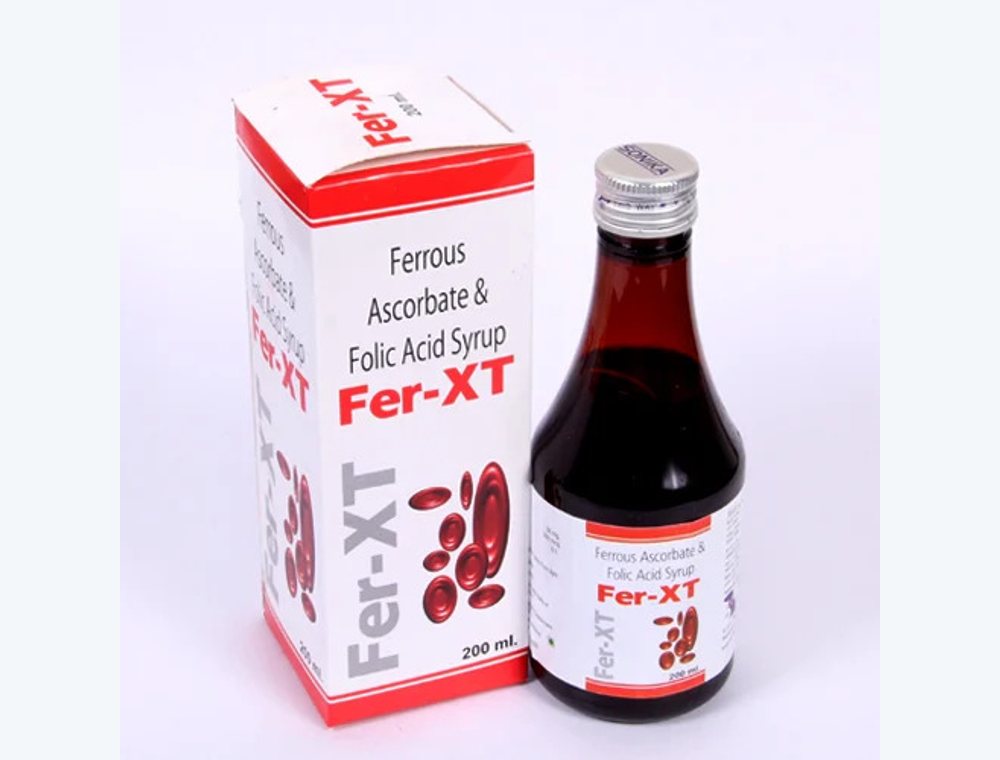 Fer-XT
200 ml.
Ferrous
Ascorbate &
Folic Acid Syrup
Fer-XT
Fer-XT
200 ml.
Ferrous
Ascorbate &
Folic Acid Syrup
Fer-XT
Fer-XT
200 ml
SONIKA
Ferrous Ascorbate &
Folic Acid Syrup
Fer-XT
Fer-XT
200 ml.